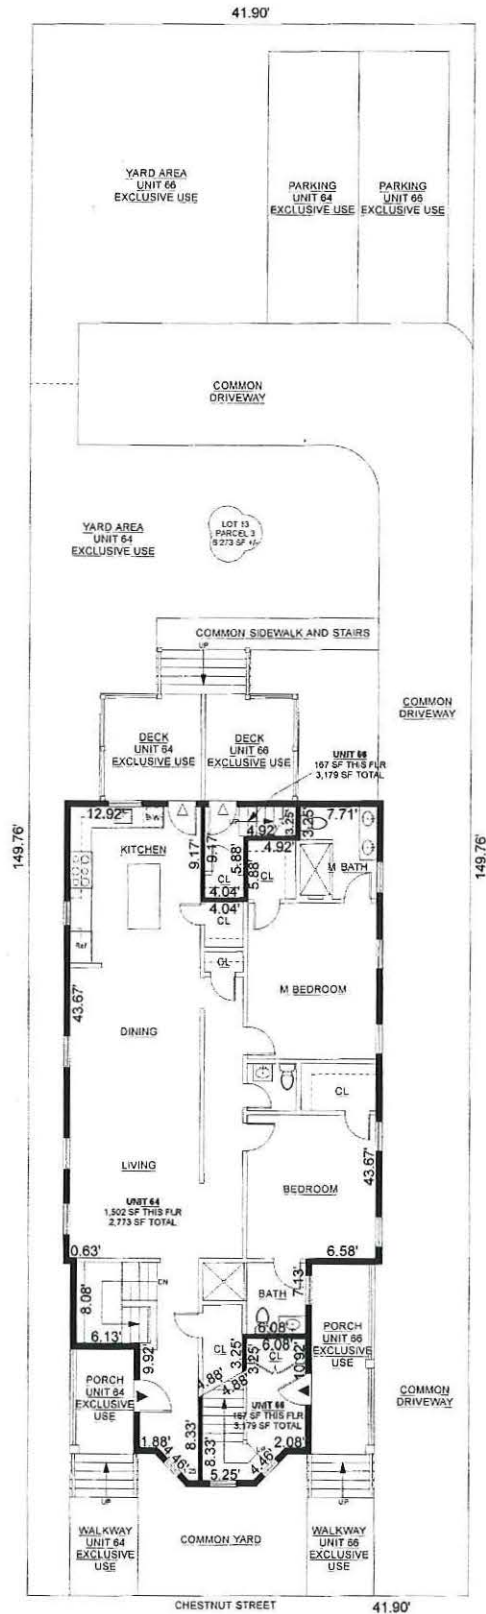 41.90'
YARD AREA
UNIT 66
EXCLUSIVE USE
PARKING
UNIT 64
EXCLUSIVE USE
PARKING
UNIT 66
EXCLUSIVE USE
COMMON
DRIVEWAY
YARD AREA
UNIT 64
EXCLUSIVE USE
LOT 13
PARCEL 3
COMMON SIDEWALK AND STAIRS
UP
COMMON
DRIVEWAY
DECK
UNIT 64
EXCLUSIVE USE
DECK
UNIT 66
EXCLUSIVE USE
UNIT 66
167 SF THIS FLR
3,179 SF TOTAL
149.76'
149.76'
12.92'
D.W.
UP
4.92'
3.25'
3.25'
7.71'
KITCHEN
9.17'
9.17'
5.88'
5.88'
4.92'
CL
CL
M BATH
4.04'
4.04'
CL
Ref
CL
43.67'
M BEDROOM
DINING
CL
LIVING
BEDROOM
43.67'
UNIT 64
1,502 SF THIS FLR
2,773 SF TOTAL
0.63'
6.58'
8.08'
DN
BATH
7.13'
6.13'
6.08'
9.92'
CL
3.25'
3.25'
6.08'
CL
10.92'
PORCH
UNIT 66
EXCLUSIVE
USE
PORCH
UNIT 64
EXCLUSIVE
USE
4.88'
4.88'
UNIT 66
167 SF THIS FLR
3,179 SF TOTAL
COMMON
DRIVEWAY
1.88'
4.46'
8.33'
8.33'
5.25'
4.46'
2.08'
UP
UP
WALKWAY
UNIT 64
EXCLUSIVE
USE
COMMON YARD
WALKWAY
UNIT 66
EXCLUSIVE
USE
CHESTNUT STREET
41.90'